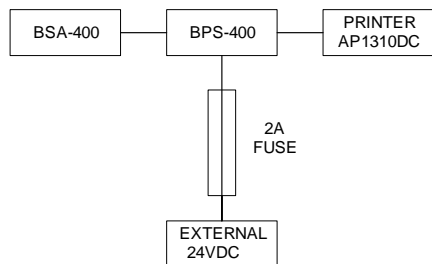 BSA-400
BPS-400
PRINTER
AP1310DC
2A
FUSE
EXTERNAL
24VDC